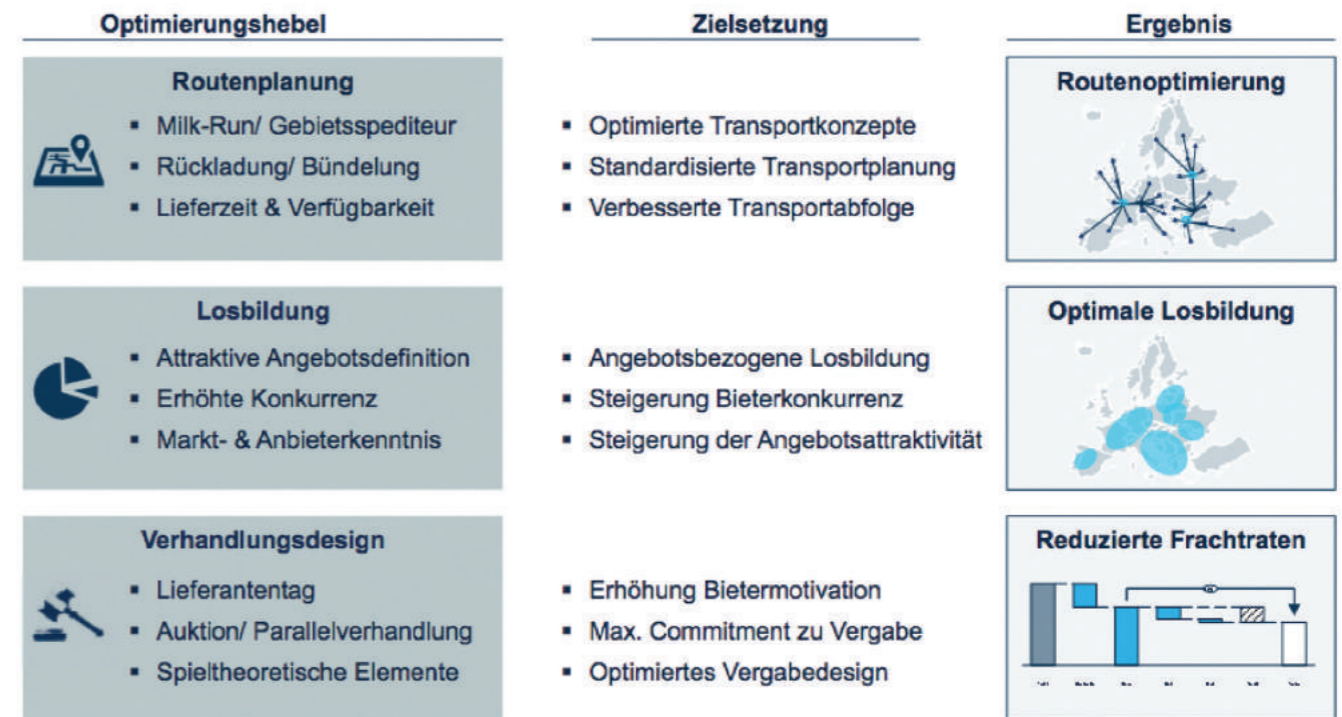 Optimierungshebel
Zielsetzung
Ergebnis
Routenplanung
▪ Milk-Run/ Gebietsspediteur
▪ Rückladung/ Bündelung
▪ Lieferzeit & Verfügbarkeit
▪ Optimierte Transportkonzepte
▪ Standardisierte Transportplanung
▪ Verbesserte Transportabfolge
Routenoptimierung
Losbildung
▪ Attraktive Angebotsdefinition
▪ Erhöhte Konkurrenz
▪ Markt- & Anbieterkenntnis
▪ Angebotsbezogene Losbildung
▪ Steigerung Bieterkonkurrenz
▪ Steigerung der Angebotsattraktivität
Optimale Losbildung
Verhandlungsdesign
▪ Lieferantentag
▪ Auktion/ Parallelverhandlung
▪ Spieltheoretische Elemente
▪ Erhöhung Bietermotivation
▪ Max. Commitment zu Vergabe
▪ Optimiertes Vergabedesign
Reduzierte Frachtraten